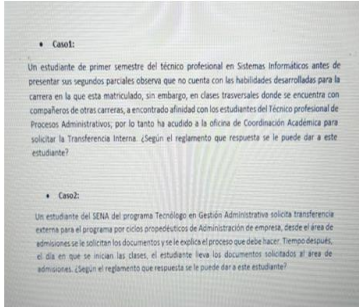 • Caso1:
Un estudiante de primer semestre del técnico profesional en Sistemas Informáticos antes de
presentar sus segundos parciales observa que no cuenta con las habilidades desarrolladas para la
carrera en la que esta matriculado, sin embargo, en clases trasversales donde se encuentra con
compañeros de otras carreras, a encontrado afinidad con los estudiantes del Técnico profesional de
Procesos Administrativos, por lo tanto ha acudido a la oficina de Coordinación Académica para
solicitar la Transferencia Interna. ¿Según el reglamento que respuesta se le puede dar a este
estudiante?
• Caso2:
Un estudiante del SENA del programa Tecnólogo en Gestión Administrativa solicita transferencia
externa para el programa por ciclos propedéuticos de Administración de empresa, desde el área de
admisiones se le solicitan los documentos y se le explica el proceso que debe hacer. Tiempo después,
el día en que se inician las clases, el estudiante lleva los documentos solicitados al área de
admisiones. ¿Según el reglamento que respuesta se le puede dar a este estudiante?